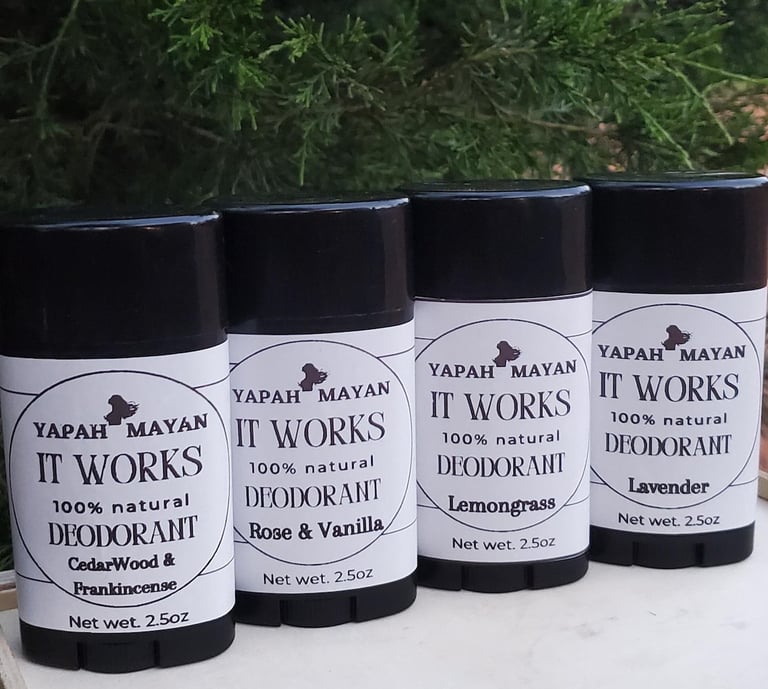 YAPAH MAYAN
IT WORKS
100% natural
DEODORANT
CedarWood &
Frankincense
Net wet. 2.5oz
YAPAH MAYAN
IT WORKS
100% natural
DEODORANT
Rose & Vanilla
Net wet. 2.5oz
YAPAH MAYAN
IT WORKS
100% natural
DEODORANT
Lemongrass
Net wet. 2.5oz
YAPAH MAYAN
IT WORKS
100% natural
DEODORANT
Lavender
Net wet. 2.5oz